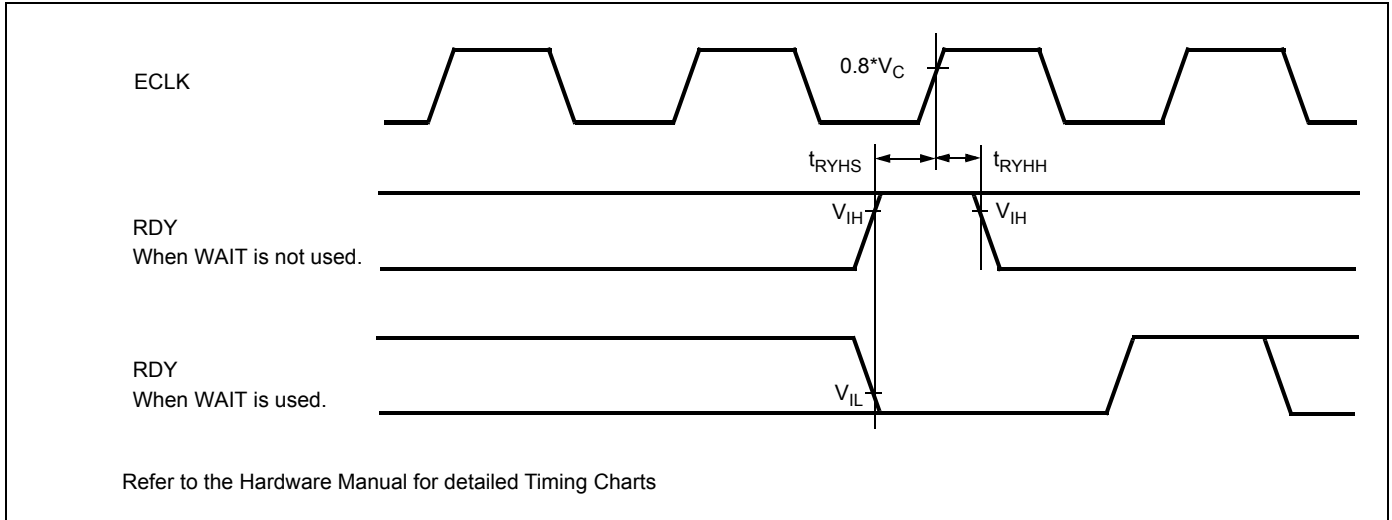 ECLK
0.8*VC
tRYHS
tRYHH
RDY
When WAIT is not used.
VIH
VIH
RDY
When WAIT is used.
VIL
Refer to the Hardware Manual for detailed Timing Charts